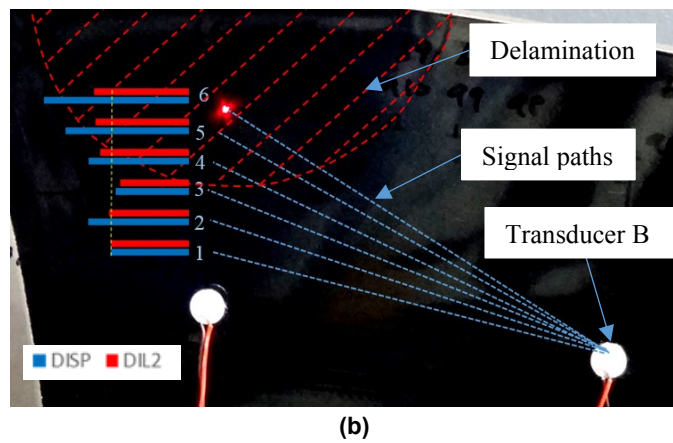 Delamination
6
5
Signal paths
4
3
Transducer B
2
1
DISP DIL2
(b)